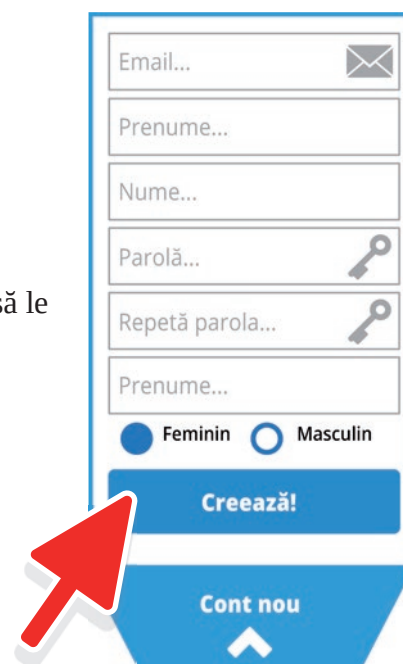 Email...
Prenume...
Nume...
Parolă...
să le
Repetă parola...
Prenume...
Feminin Masculin
Creează!
Cont nou